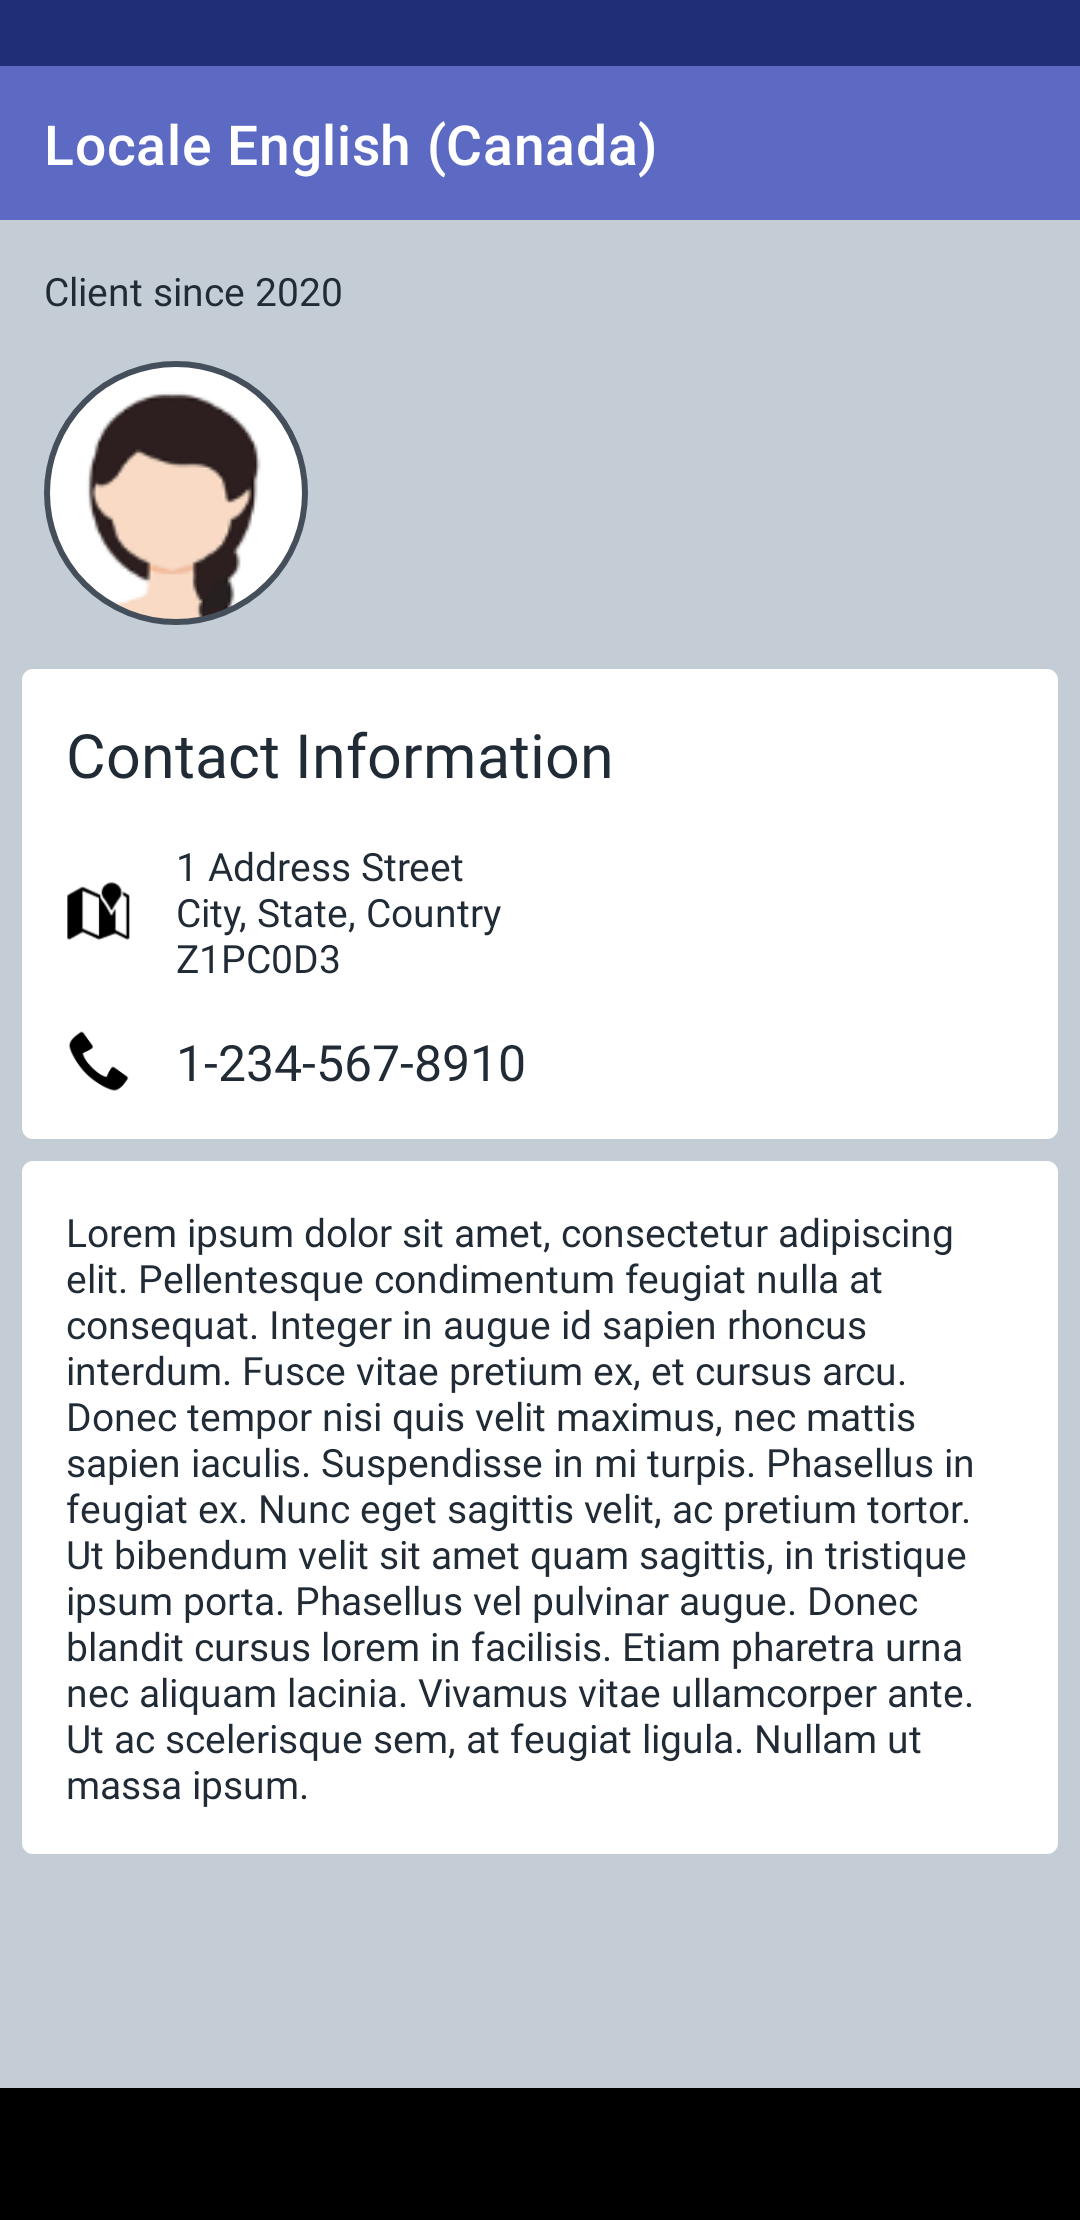 Locale English (Canada)
Client since 2020
Contact Information
1 Address Street
City, State, Country
Z1PC0D3
1-234-567-8910
Lorem ipsum dolor sit amet, consectetur adipiscing
elit. Pellentesque condimentum feugiat nulla at
consequat. Integer in augue id sapien rhoncus
interdum. Fusce vitae pretium ex, et cursus arcu.
Donec tempor nisi quis velit maximus, nec mattis
sapien iaculis. Suspendisse in mi turpis. Phasellus in
feugiat ex. Nunc eget sagittis velit, ac pretium tortor.
Ut bibendum velit sit amet quam sagittis, in tristique
ipsum porta. Phasellus vel pulvinar augue. Donec
blandit cursus lorem in facilisis. Etiam pharetra urna
nec aliquam lacinia. Vivamus vitae ullamcorper ante.
Ut ac scelerisque sem, at feugiat ligula. Nullam ut
massa ipsum.